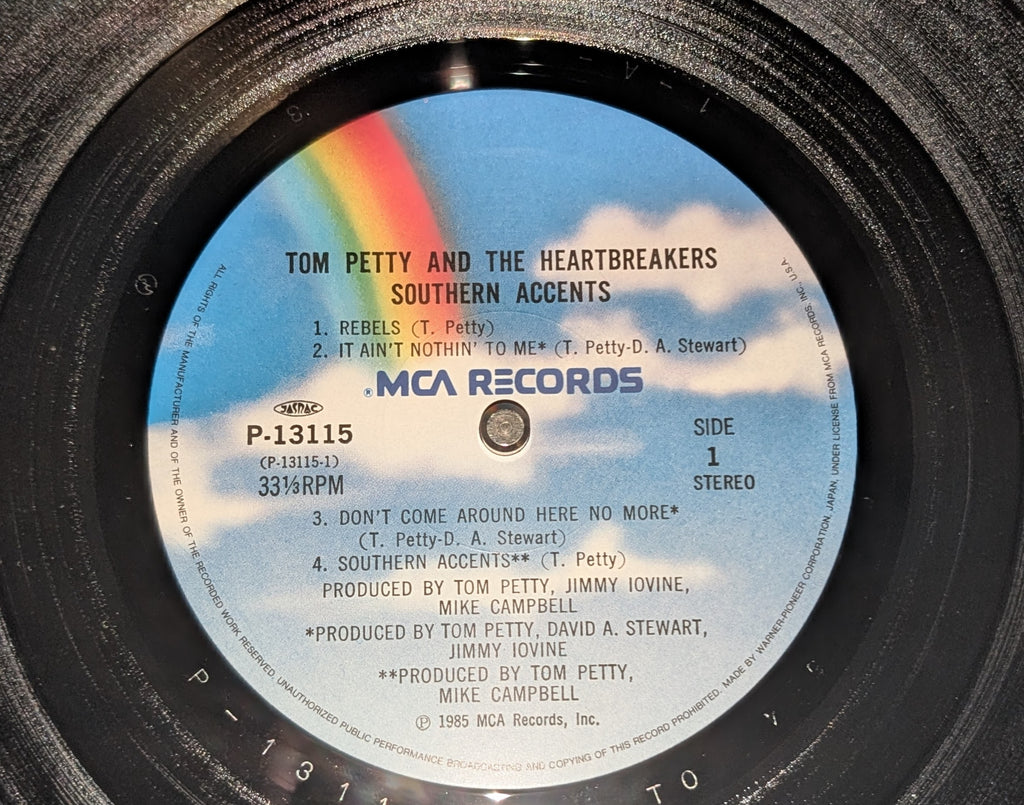 TOM PETTY AND THE HEARTBREAKERS
SOUTHERN ACCENTS
1. REBELS (T. Petty)
2. IT AIN'T NOTHIN' TO ME* (T. Petty-D. A. Stewart)
®MCA RECORDS
JASRAC
P-13115
(P-13115-1)
33⅓RPM
SIDE
1
STEREO
3. DON'T COME AROUND HERE NO MORE*
(T. Petty-D. A. Stewart)
4. SOUTHERN ACCENTS** (T. Petty)
PRODUCED BY TOM PETTY, JIMMY IOVINE,
MIKE CAMPBELL
*PRODUCED BY TOM PETTY, DAVID A. STEWART,
JIMMY IOVINE
**PRODUCED BY TOM PETTY,
MIKE CAMPBELL
℗ 1985 MCA Records, Inc.
ALL RIGHTS OF THE MANUFACTURER AND OF THE OWNER OF THE RECORDED WORK RESERVED. UNAUTHORIZED PUBLIC PERFORMANCE BROADCASTING AND COPYING OF THIS RECORD PROHIBITED. MADE BY WARNER-PIONEER CORPORATION, JAPAN, UNDER LICENSE FROM MCA RECORDS, INC. U.S.A.
P-1311